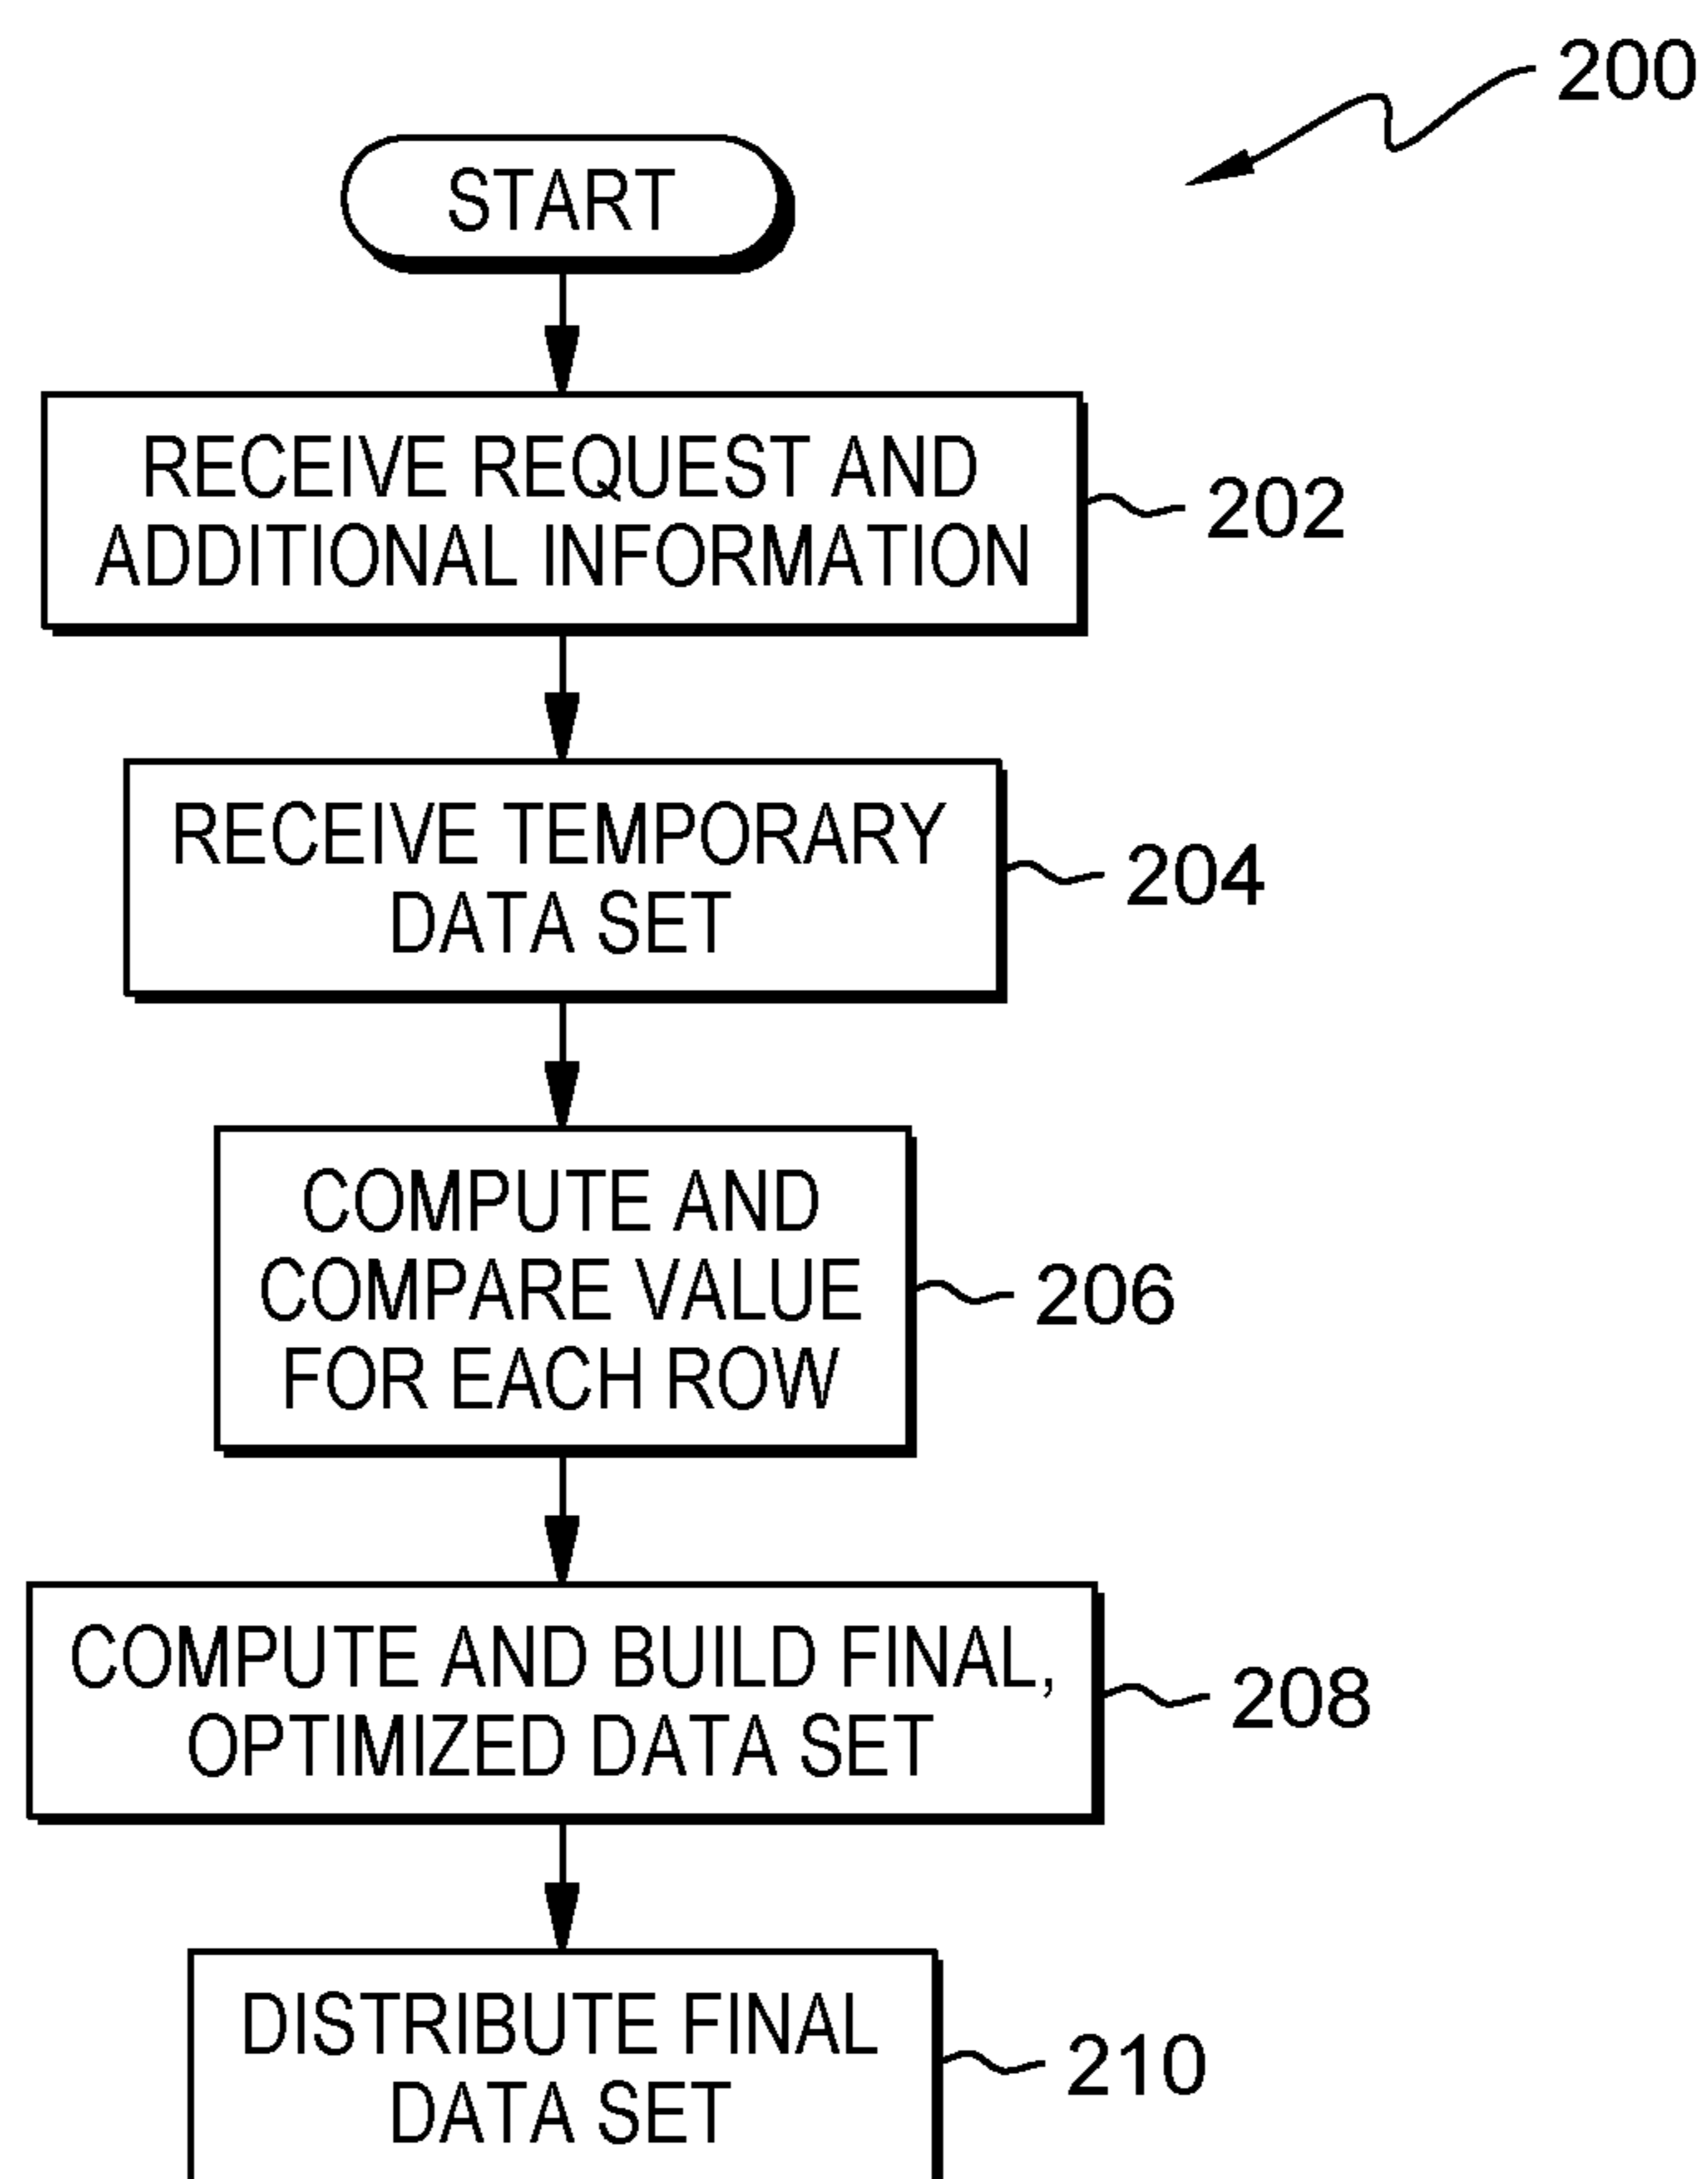 200
START
RECEIVE REQUEST AND
ADDITIONAL INFORMATION
202
RECEIVE TEMPORARY
DATA SET
204
COMPUTE AND
COMPARE VALUE
FOR EACH ROW
206
COMPUTE AND BUILD FINAL,
OPTIMIZED DATA SET
208
DISTRIBUTE FINAL
DATA SET
210